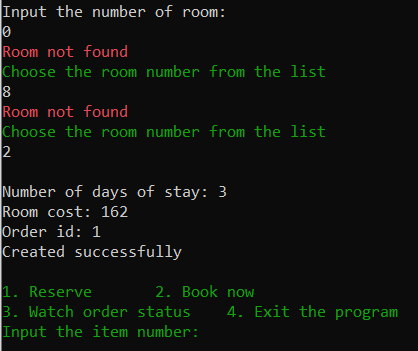 Input the number of room:
0
Room not found
Choose the room number from the list
8
Room not found
Choose the room number from the list
2
Number of days of stay: 3
Room cost: 162
Order id: 1
Created successfully
1. Reserve 2. Book now
3. Watch order status 4. Exit the program
Input the item number: